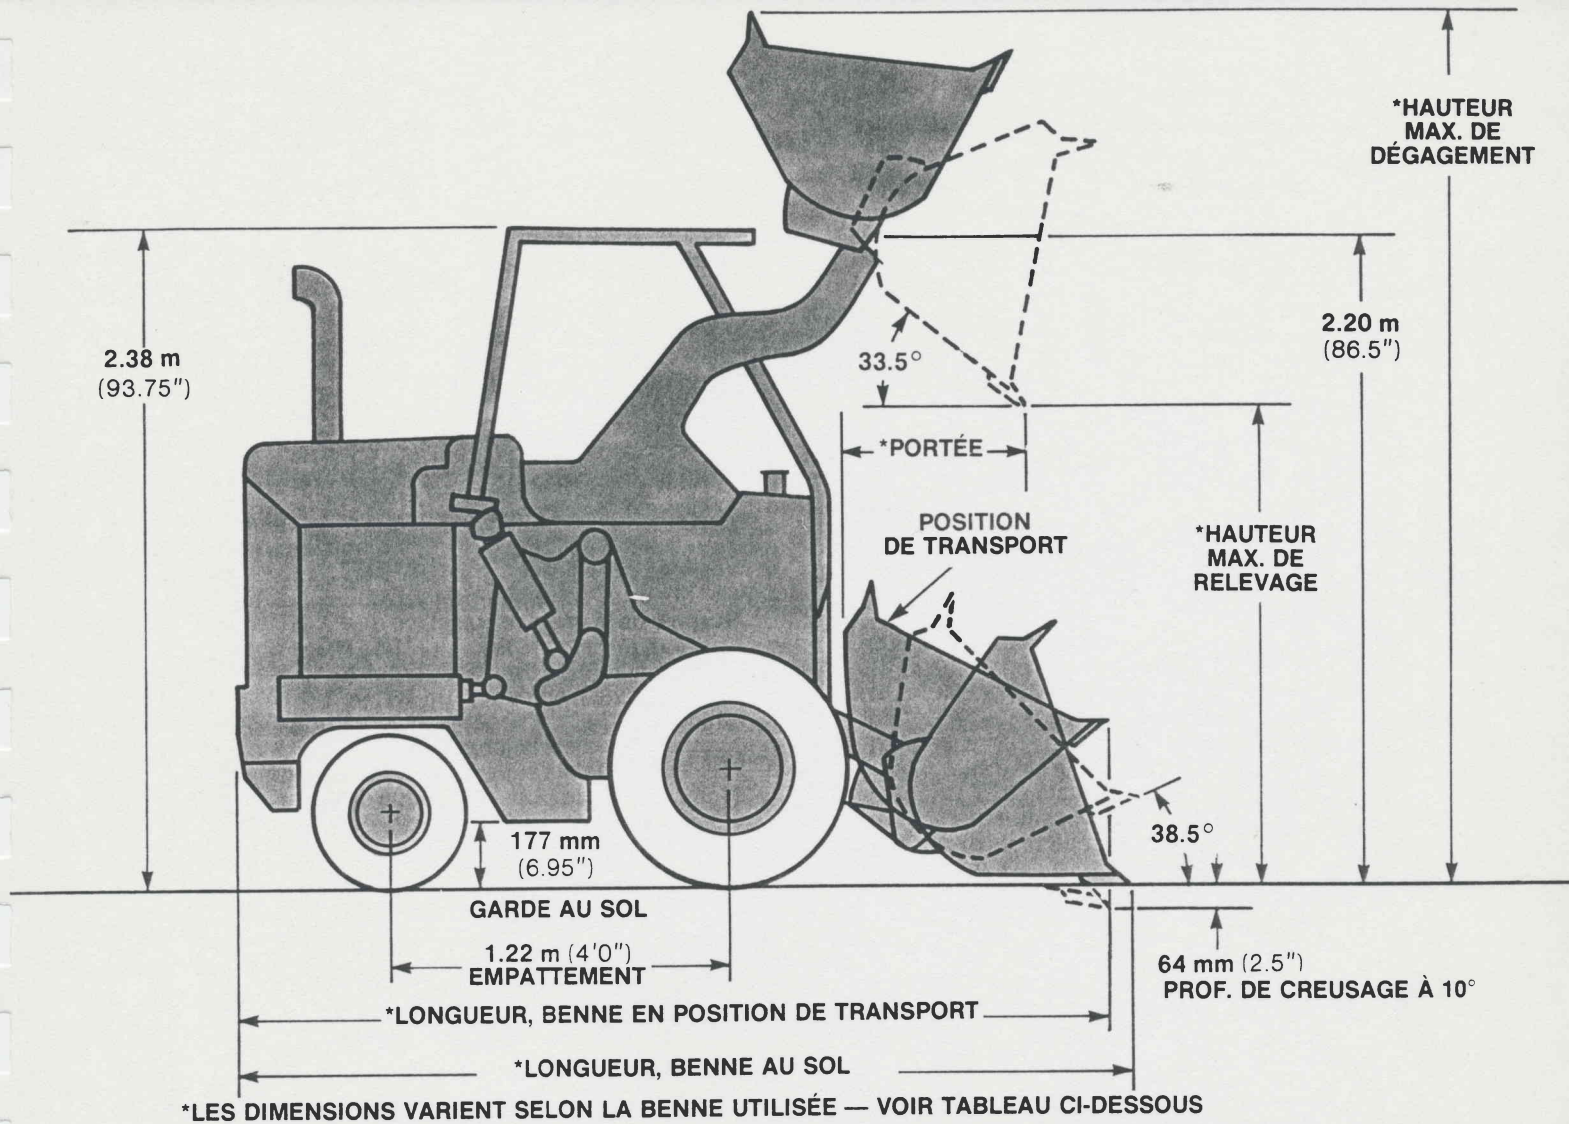 *HAUTEUR
MAX. DE
DÉGAGEMENT
2.38 m
(93.75")
2.20 m
(86.5")
33.5°
*PORTÉE
POSITION
DE TRANSPORT
*HAUTEUR
MAX. DE
RELEVAGE
38.5°
177 mm
(6.95")
GARDE AU SOL
1.22 m (4'0")
EMPATTEMENT
64 mm (2.5")
PROF. DE CREUSAGE À 10°
*LONGUEUR, BENNE EN POSITION DE TRANSPORT
*LONGUEUR, BENNE AU SOL
*LES DIMENSIONS VARIENT SELON LA BENNE UTILISÉE — VOIR TABLEAU CI-DESSOUS